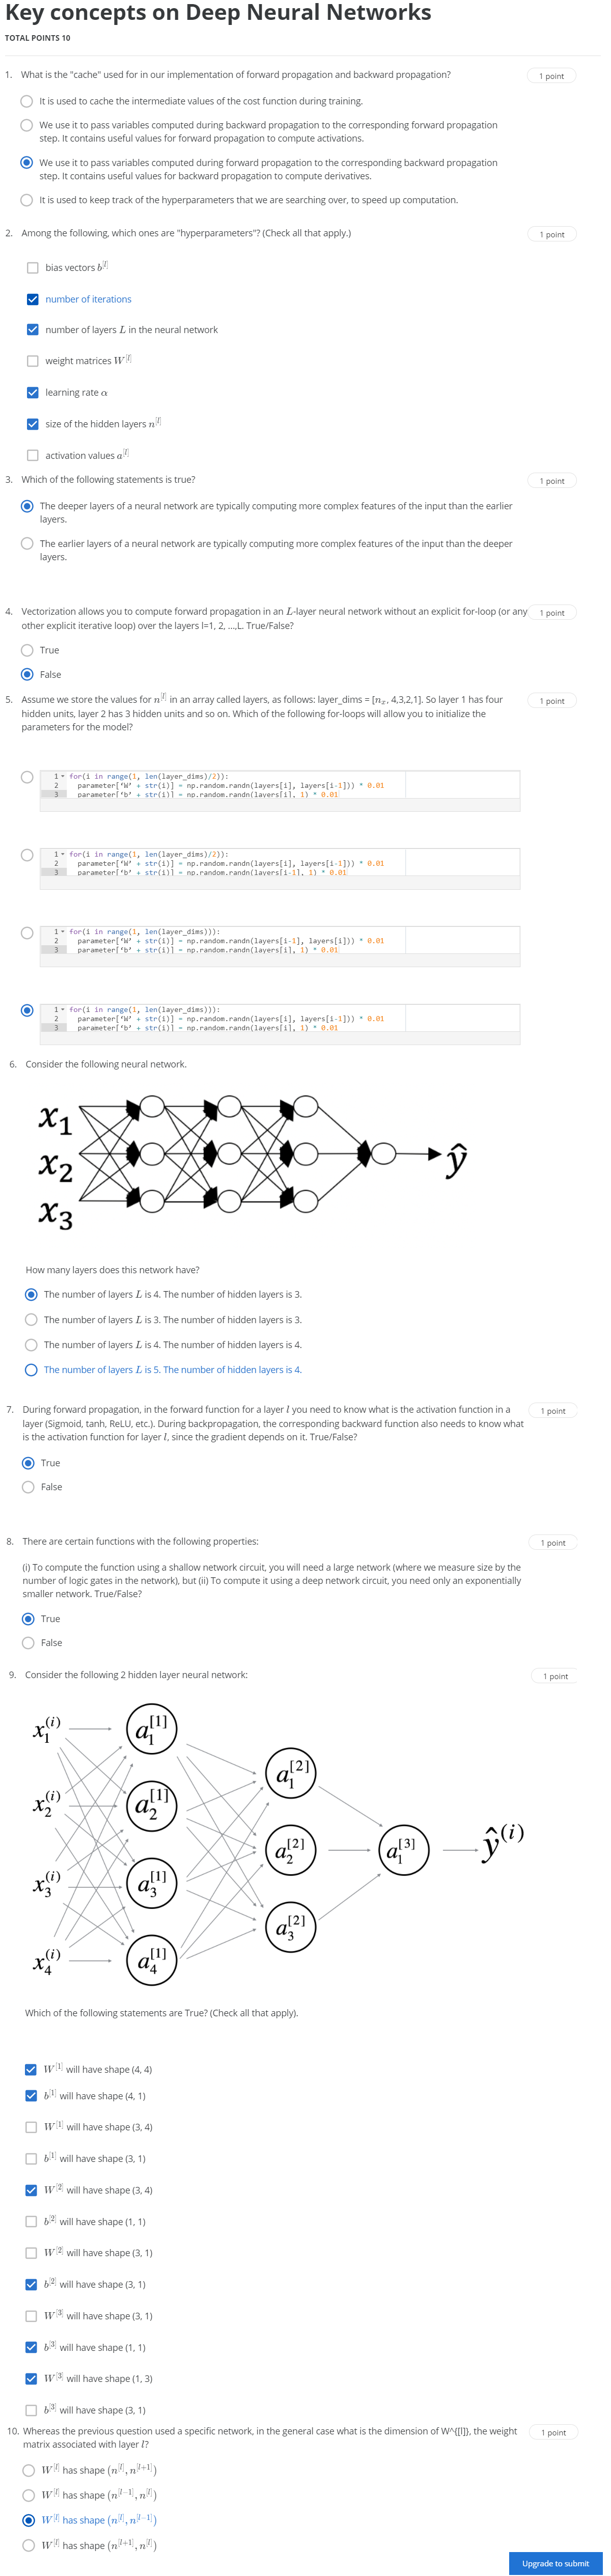 Key concepts on Deep Neural Networks
TOTAL POINTS 10
1. What is the "cache" used for in our implementation of forward propagation and backward propagation?
1 point
It is used to cache the intermediate values of the cost function during training.
We use it to pass variables computed during backward propagation to the corresponding forward propagation
step. It contains useful values for forward propagation to compute activations.
We use it to pass variables computed during forward propagation to the corresponding backward propagation
step. It contains useful values for backward propagation to compute derivatives.
It is used to keep track of the hyperparameters that we are searching over, to speed up computation.
2. Among the following, which ones are "hyperparameters"? (Check all that apply.)
1 point
bias vectors b^[l]
number of iterations
number of layers L in the neural network
weight matrices W^[l]
learning rate α
size of the hidden layers n^[l]
activation values a^[l]
3. Which of the following statements is true?
1 point
The deeper layers of a neural network are typically computing more complex features of the input than the earlier
layers.
The earlier layers of a neural network are typically computing more complex features of the input than the deeper
layers.
4. Vectorization allows you to compute forward propagation in an L-layer neural network without an explicit for-loop (or any
1 point
other explicit iterative loop) over the layers l=1, 2, ...,L. True/False?
True
False
5. Assume we store the values for n^[l] in an array called layers, as follows: layer_dims = [n_x, 4,3,2,1]. So layer 1 has four
1 point
hidden units, layer 2 has 3 hidden units and so on. Which of the following for-loops will allow you to initialize the
parameters for the model?
1 for(i in range(1, len(layer_dims)/2)):
2 parameter['W' + str(i)] = np.random.randn(layers[i], layers[i-1])) * 0.01
3 parameter['b' + str(i)] = np.random.randn(layers[i], 1) * 0.01
1 for(i in range(1, len(layer_dims)/2)):
2 parameter['W' + str(i)] = np.random.randn(layers[i], layers[i-1])) * 0.01
3 parameter['b' + str(i)] = np.random.randn(layers[i-1], 1) * 0.01
1 for(i in range(1, len(layer_dims))):
2 parameter['W' + str(i)] = np.random.randn(layers[i-1], layers[i])) * 0.01
3 parameter['b' + str(i)] = np.random.randn(layers[i], 1) * 0.01
1 for(i in range(1, len(layer_dims))):
2 parameter['W' + str(i)] = np.random.randn(layers[i], layers[i-1])) * 0.01
3 parameter['b' + str(i)] = np.random.randn(layers[i], 1) * 0.01
6. Consider the following neural network.
x₁
x₂
ŷ
x₃
How many layers does this network have?
The number of layers L is 4. The number of hidden layers is 3.
The number of layers L is 3. The number of hidden layers is 3.
The number of layers L is 4. The number of hidden layers is 4.
The number of layers L is 5. The number of hidden layers is 4.
7. During forward propagation, in the forward function for a layer l you need to know what is the activation function in a
1 point
layer (Sigmoid, tanh, ReLU, etc.). During backpropagation, the corresponding backward function also needs to know what
is the activation function for layer l, since the gradient depends on it. True/False?
True
False
8. There are certain functions with the following properties:
1 point
(i) To compute the function using a shallow network circuit, you will need a large network (where we measure size by the
number of logic gates in the network), but (ii) To compute it using a deep network circuit, you need only an exponentially
smaller network. True/False?
True
False
9. Consider the following 2 hidden layer neural network:
1 point
x₁^(i) a₁^[1]
a₁^[2]
x₂^(i) a₂^[1]
a₂^[2] a₁^[3] ŷ^(i)
x₃^(i) a₃^[1]
a₃^[2]
x₄^(i) a₄^[1]
Which of the following statements are True? (Check all that apply).
W^[1] will have shape (4, 4)
b^[1] will have shape (4, 1)
W^[1] will have shape (3, 4)
b^[1] will have shape (3, 1)
W^[2] will have shape (3, 4)
b^[2] will have shape (1, 1)
W^[2] will have shape (3, 1)
b^[2] will have shape (3, 1)
W^[3] will have shape (3, 1)
b^[3] will have shape (1, 1)
W^[3] will have shape (1, 3)
b^[3] will have shape (3, 1)
10. Whereas the previous question used a specific network, in the general case what is the dimension of W^{[l]}, the weight
1 point
matrix associated with layer l?
W^[l] has shape (n^[l], n^[l+1])
W^[l] has shape (n^[l-1], n^[l])
W^[l] has shape (n^[l], n^[l-1])
W^[l] has shape (n^[l+1], n^[l])
Upgrade to submit